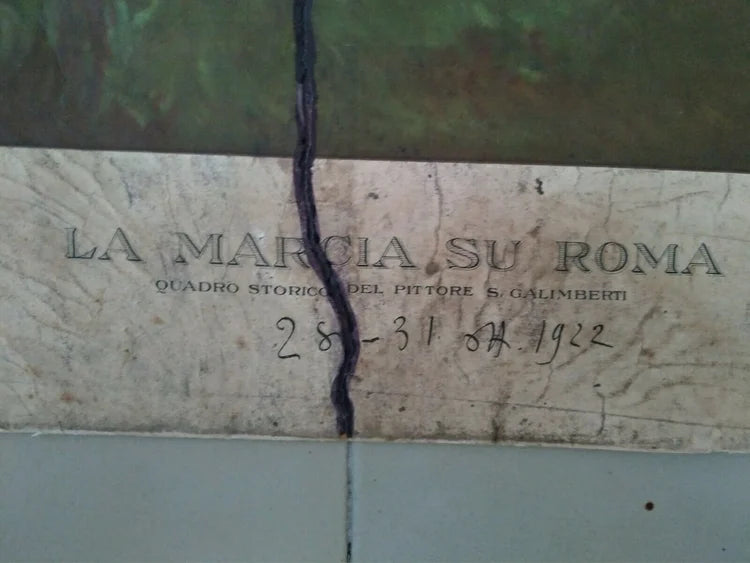 LA MARCIA SU ROMA
QUADRO STORICO DEL PITTORE S. GALIMBERTI
28-31 ott. 1922